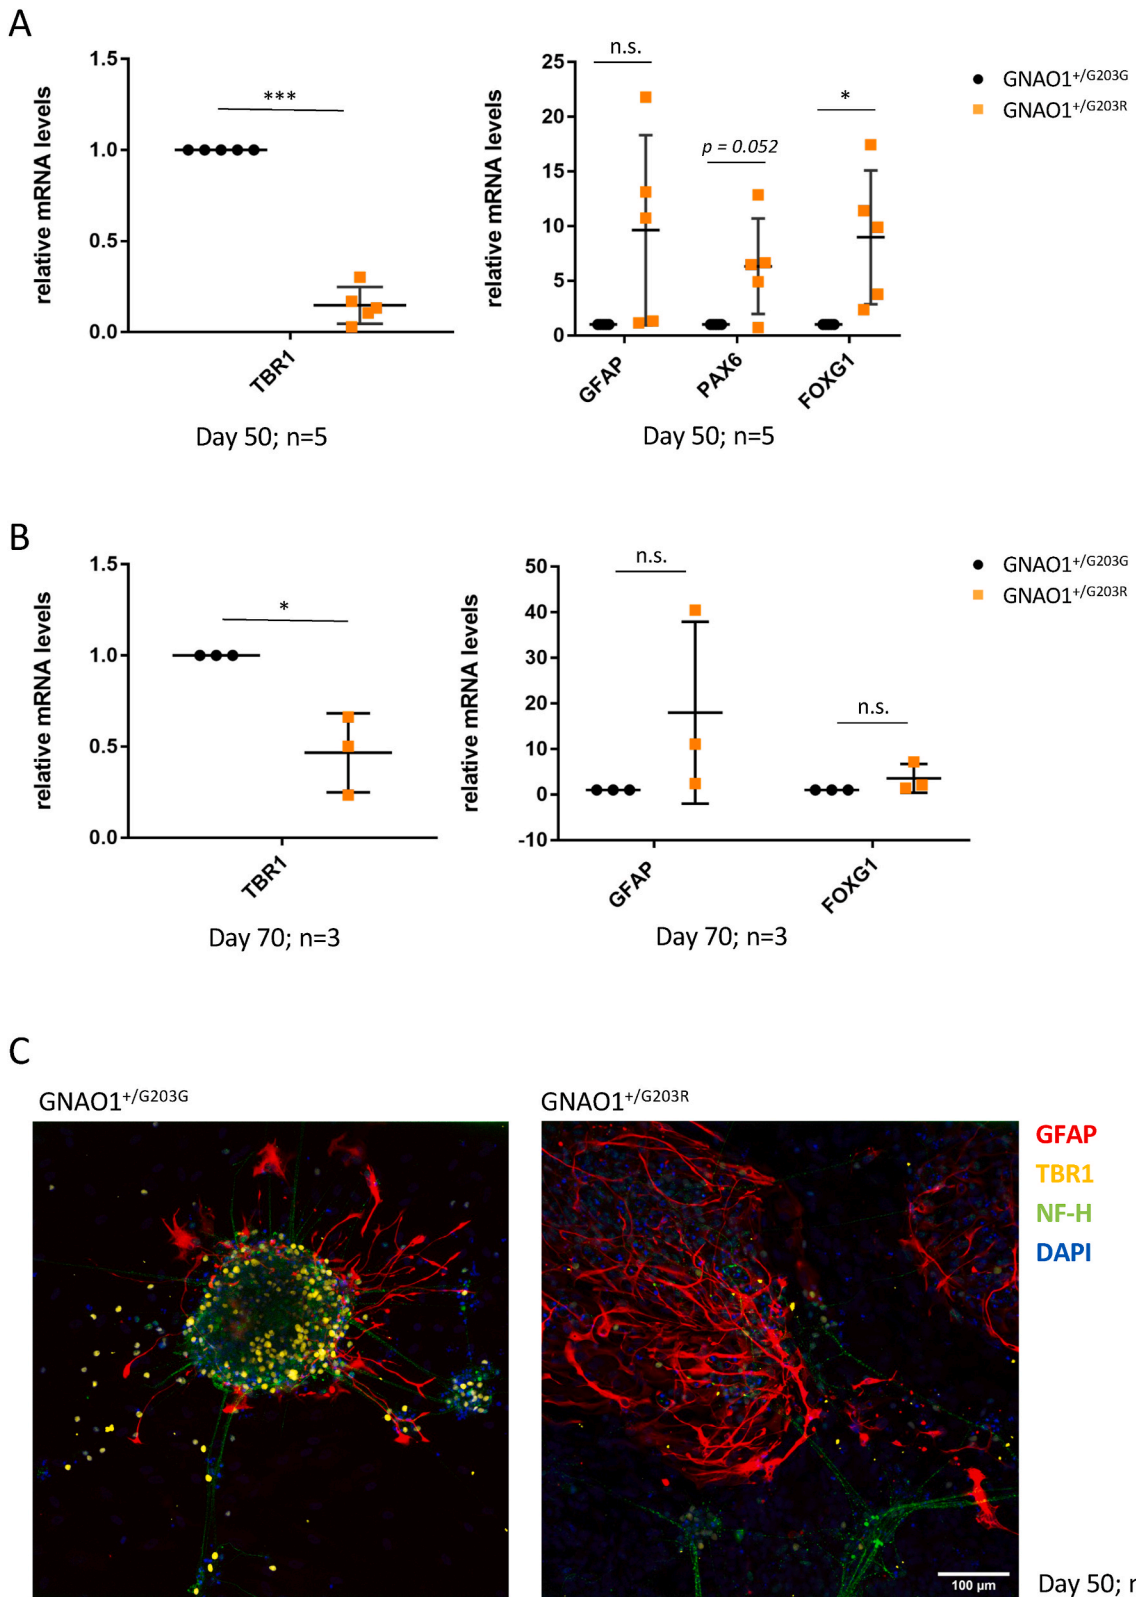 A
relative mRNA levels
1.5
1.0
0.5
0.0
***
TBR1
Day 50; n=5
relative mRNA levels
25
20
15
10
5
0
n.s.
p = 0.052
*
GFAP
PAX6
FOXG1
Day 50; n=5
GNAO1+/G203G
GNAO1+/G203R
B
relative mRNA levels
1.5
1.0
0.5
0.0
*
TBR1
Day 70; n=3
relative mRNA levels
50
40
30
20
10
0
-10
n.s.
n.s.
GFAP
FOXG1
Day 70; n=3
GNAO1+/G203G
GNAO1+/G203R
C
GNAO1+/G203G
GNAO1+/G203R
GFAP
TBR1
NF-H
DAPI
100 µm
Day 50;